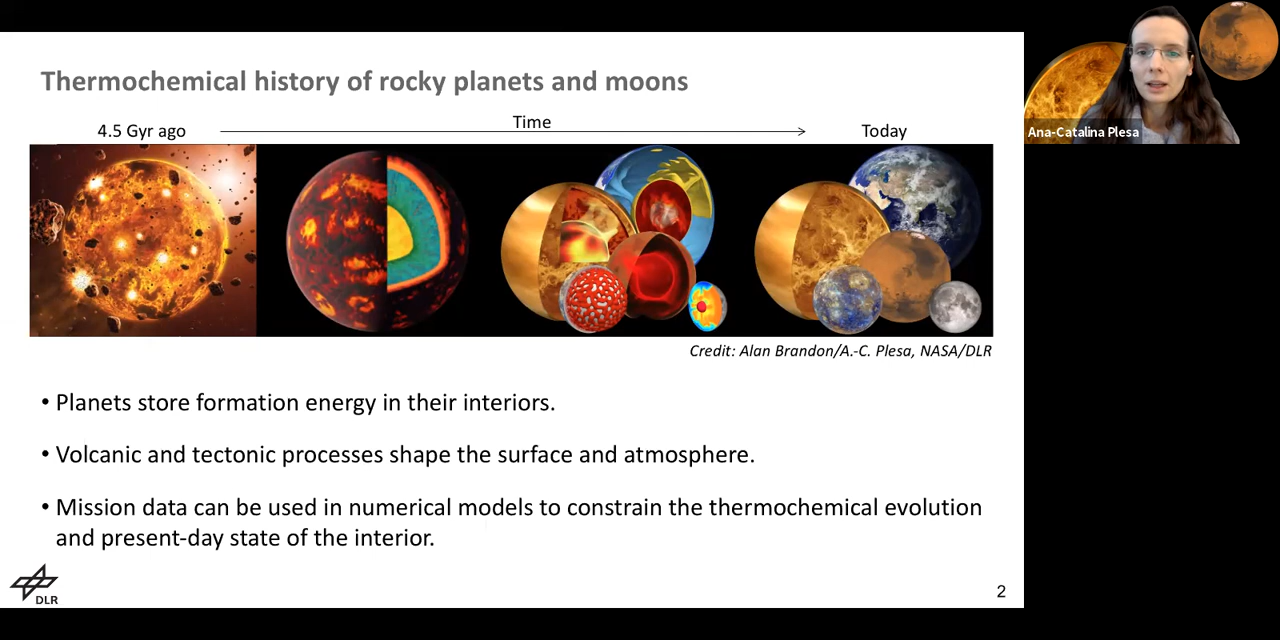 Thermochemical history of rocky planets and moons
4.5 Gyr ago
Time
Today
Credit: Alan Brandon/A.-C. Plesa, NASA/DLR
• Planets store formation energy in their interiors.
• Volcanic and tectonic processes shape the surface and atmosphere.
• Mission data can be used in numerical models to constrain the thermochemical evolution
and present-day state of the interior.
DLR
2
Ana-Catalina Plesa